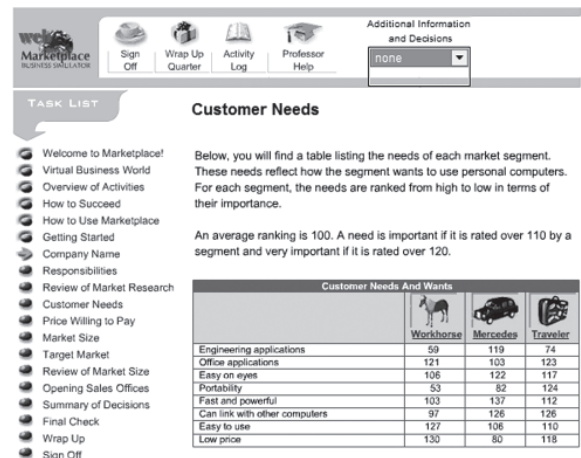 web
Marketplace
BUSINESS SIMULATOR
Sign Off
Wrap Up Quarter
Activity Log
Professor Help
Additional Information and Decisions
none
TASK LIST
Welcome to Marketplace!
Virtual Business World
Overview of Activities
How to Succeed
How to Use Marketplace
Getting Started
Company Name
Responsibilities
Review of Market Research
Customer Needs
Price Willing to Pay
Market Size
Target Market
Review of Market Size
Opening Sales Offices
Summary of Decisions
Final Check
Wrap Up
Sign Off
Customer Needs
Below, you will find a table listing the needs of each market segment.
These needs reflect how the segment wants to use personal computers.
For each segment, the needs are ranked from high to low in terms of
their importance.
An average ranking is 100. A need is important if it is rated over 110 by a
segment and very important if it is rated over 120.
Customer Needs And Wants
Workhorse Mercedes Traveler
Engineering applications 59 119 74
Office applications 121 103 123
Easy on eyes 106 122 117
Portability 53 82 124
Fast and powerful 103 137 112
Can link with other computers 97 126 126
Easy to use 127 106 110
Low price 130 80 118